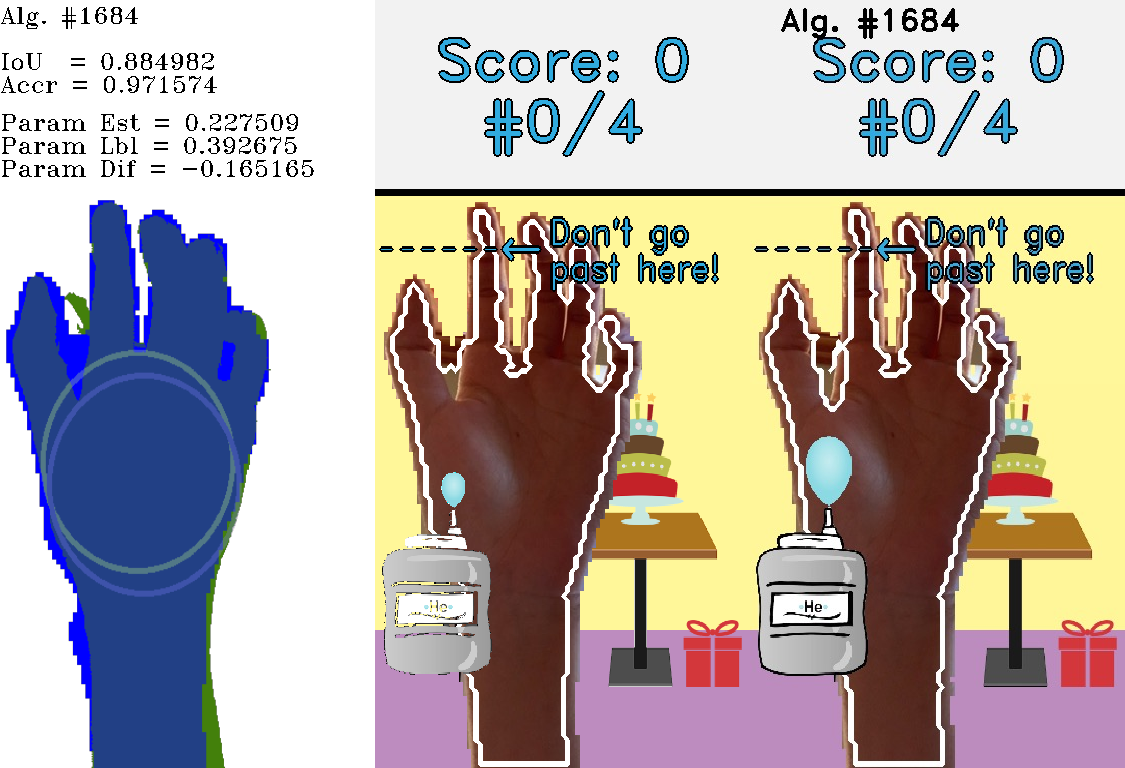 Alg. #1684
IoU = 0.884982
Accr = 0.971574
Param Est = 0.227509
Param Lbl = 0.392675
Param Dif = −0.165165
Score: 0
#0/4
Don't go
past here!
He
Alg. #1684
Score: 0
#0/4
Don't go
past here!
He